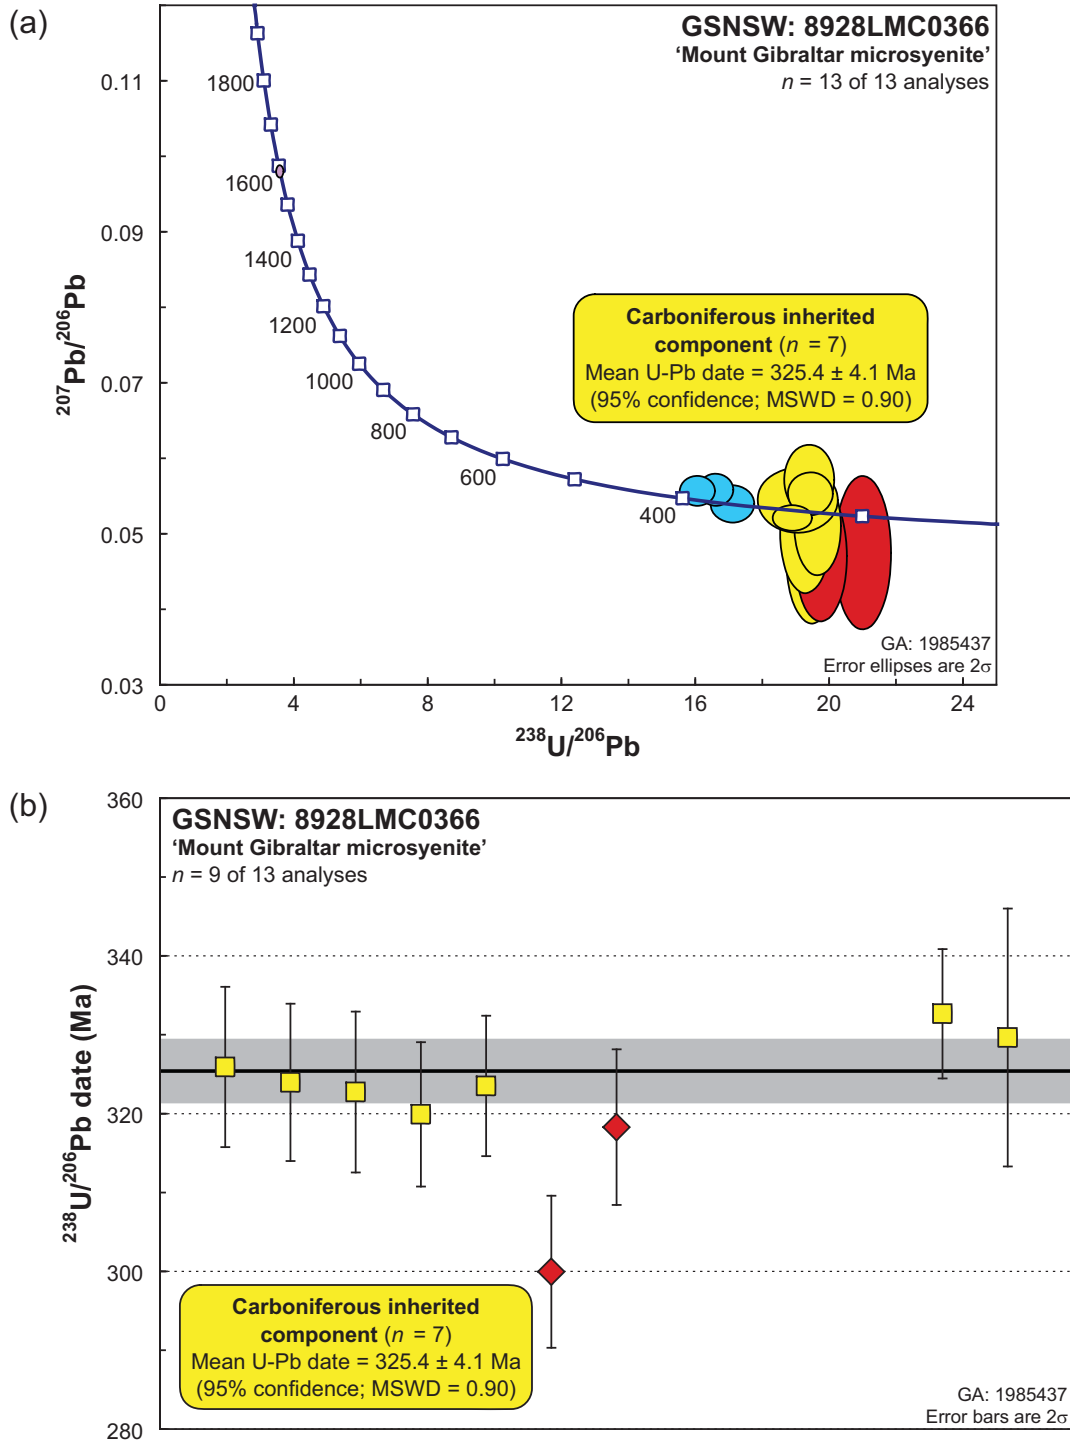 (a)
GSNSW: 8928LMC0366
'Mount Gibraltar microsyenite'
n = 13 of 13 analyses
0.11
0.09
0.07
0.05
0.03
207Pb/206Pb
1800
1600
1400
1200
1000
800
600
400
Carboniferous inherited
component (n = 7)
Mean U-Pb date = 325.4 ± 4.1 Ma
(95% confidence; MSWD = 0.90)
GA: 1985437
Error ellipses are 2σ
0 4 8 12 16 20 24
238U/206Pb
(b)
GSNSW: 8928LMC0366
'Mount Gibraltar microsyenite'
n = 9 of 13 analyses
360
340
320
300
280
238U/206Pb date (Ma)
Carboniferous inherited
component (n = 7)
Mean U-Pb date = 325.4 ± 4.1 Ma
(95% confidence; MSWD = 0.90)
GA: 1985437
Error bars are 2σ